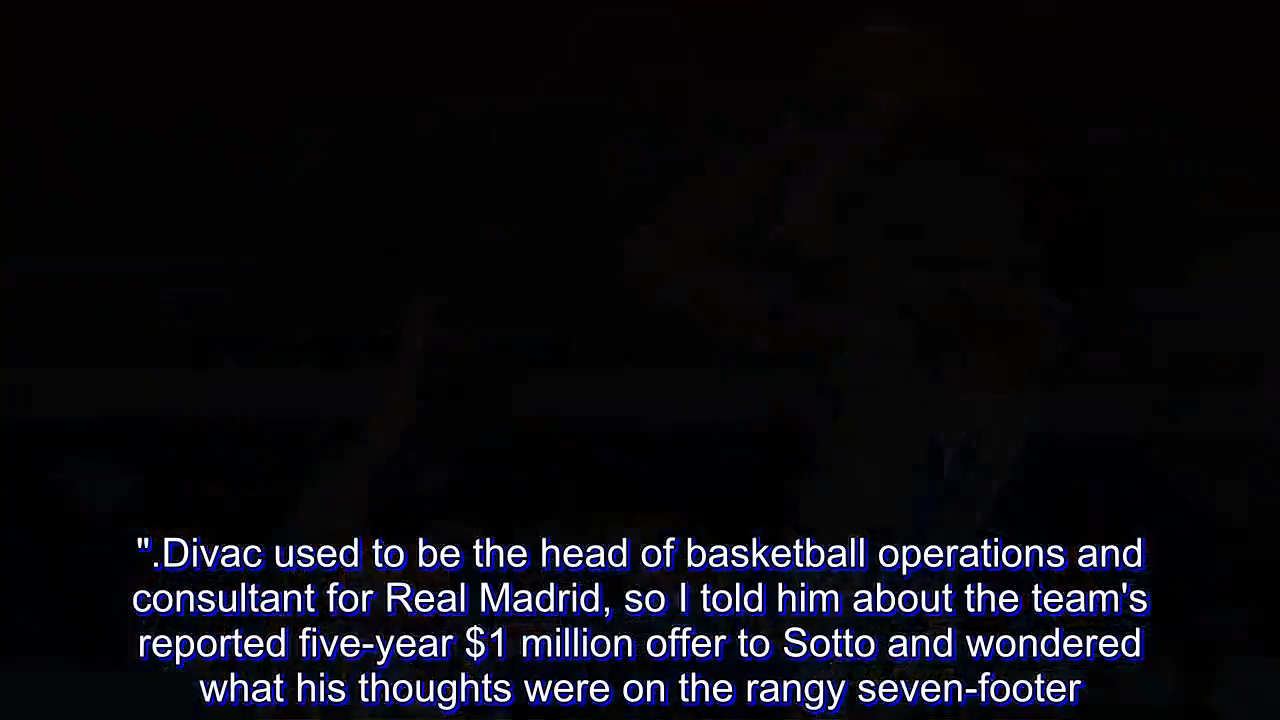 ".Divac used to be the head of basketball operations and
consultant for Real Madrid, so I told him about the team's
reported five-year $1 million offer to Sotto and wondered
what his thoughts were on the rangy seven-footer